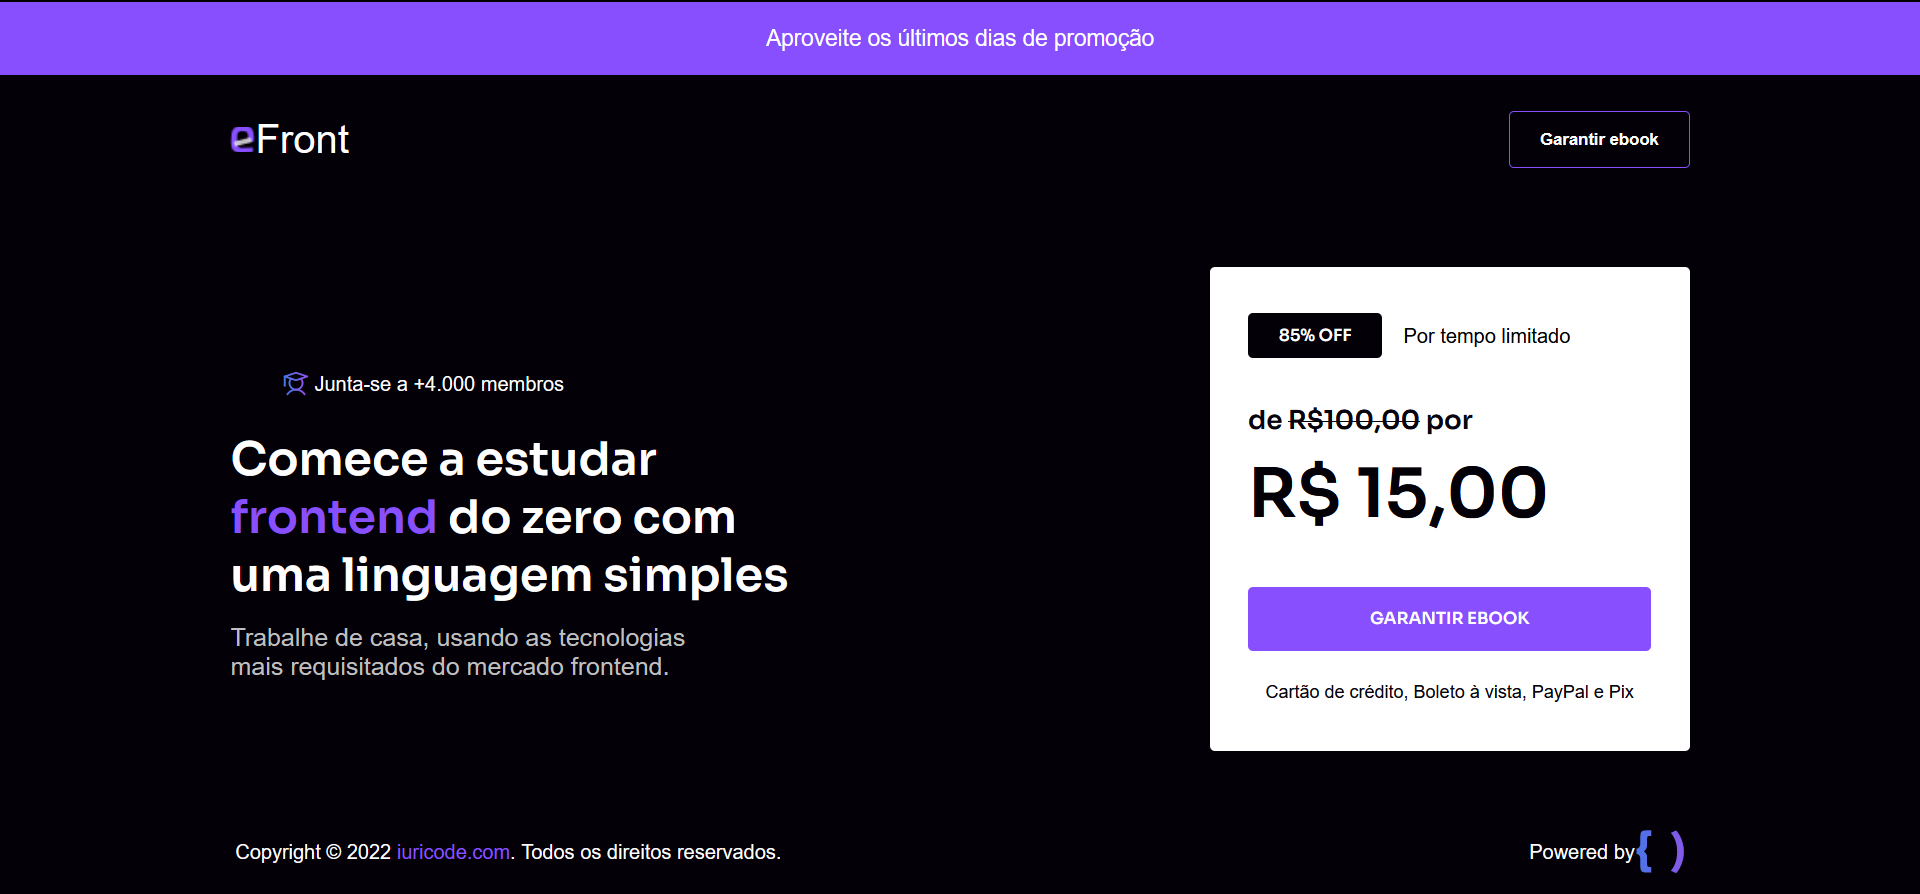 Aproveite os últimos dias de promoção
eFront
Garantir ebook
Junta-se a +4.000 membros
Comece a estudar
frontend do zero com
uma linguagem simples
Trabalhe de casa, usando as tecnologias
mais requisitados do mercado frontend.
85% OFF
Por tempo limitado
de R$100,00 por
R$ 15,00
GARANTIR EBOOK
Cartão de crédito, Boleto à vista, PayPal e Pix
Copyright © 2022 iuricode.com. Todos os direitos reservados.
Powered by{ )